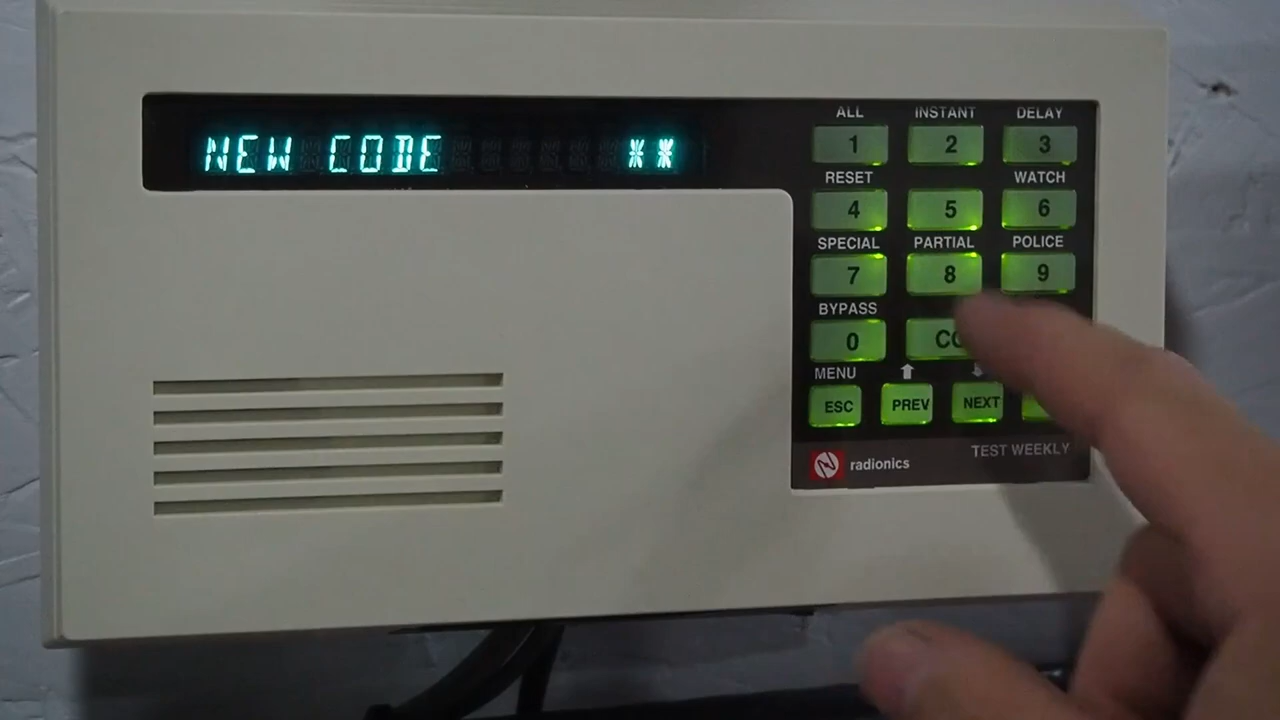 NEW CODE **
ALL INSTANT DELAY
1 2 3
RESET WATCH
4 5 6
SPECIAL PARTIAL POLICE
7 8 9
BYPASS
0 CO
MENU
ESC PREV NEXT
radionics TEST WEEKLY